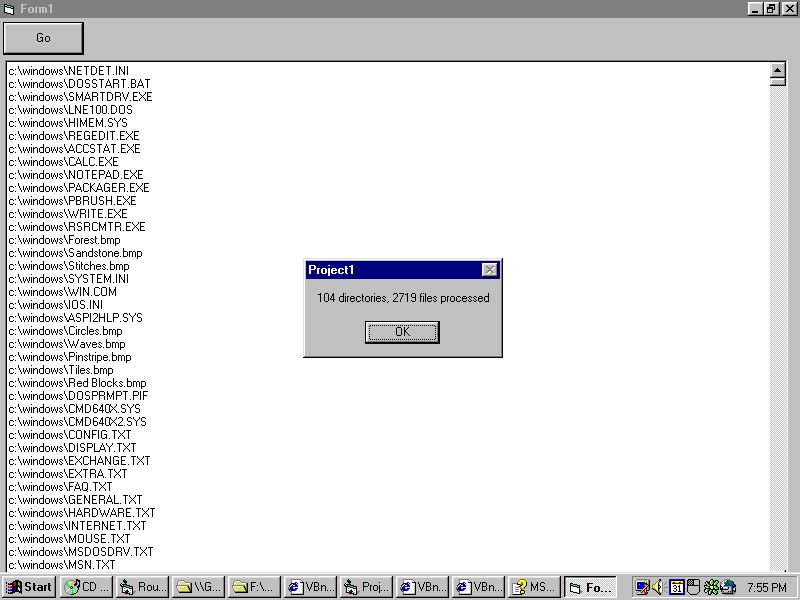 Form1
Go
c:\windows\NETDET.INI
c:\windows\DOSSTART.BAT
c:\windows\SMARTDRV.EXE
c:\windows\LNE100.DOS
c:\windows\HIMEM.SYS
c:\windows\REGEDIT.EXE
c:\windows\ACCSTAT.EXE
c:\windows\CALC.EXE
c:\windows\NOTEPAD.EXE
c:\windows\PACKAGER.EXE
c:\windows\PBRUSH.EXE
c:\windows\WRITE.EXE
c:\windows\RSRCMTR.EXE
c:\windows\Forest.bmp
c:\windows\Sandstone.bmp
c:\windows\Stitches.bmp
c:\windows\SYSTEM.INI
c:\windows\WIN.COM
c:\windows\IOS.INI
c:\windows\ASPI2HLP.SYS
c:\windows\Circles.bmp
c:\windows\Waves.bmp
c:\windows\Pinstripe.bmp
c:\windows\Tiles.bmp
c:\windows\Red Blocks.bmp
c:\windows\DOSPRMPT.PIF
c:\windows\CMD640X.SYS
c:\windows\CMD640X2.SYS
c:\windows\CONFIG.TXT
c:\windows\DISPLAY.TXT
c:\windows\EXCHANGE.TXT
c:\windows\EXTRA.TXT
c:\windows\FAQ.TXT
c:\windows\GENERAL.TXT
c:\windows\HARDWARE.TXT
c:\windows\INTERNET.TXT
c:\windows\MOUSE.TXT
c:\windows\MSDOSDRV.TXT
c:\windows\MSN.TXT
Project1
104 directories, 2719 files processed
OK
Start CD ... Rou... \\G... F:\... VBn... Proj... VBn... VBn... MS... Fo... 31 7:55 PM